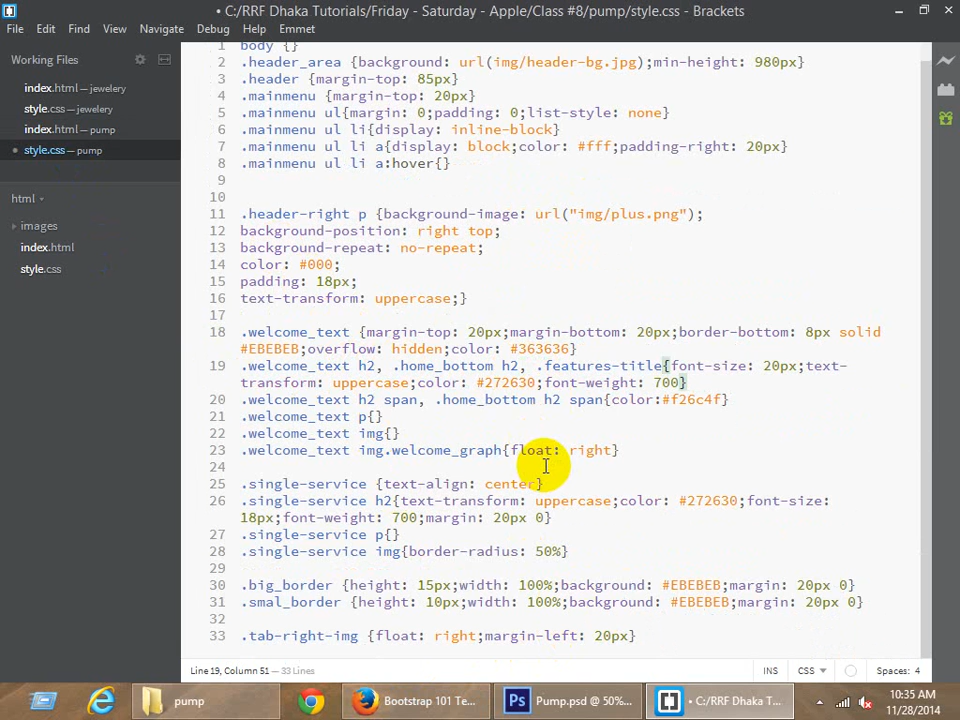 • C:/RRF Dhaka Tutorials/Friday - Saturday - Apple/Class #8/pump/style.css - Brackets
File Edit Find View Navigate Debug Help Emmet
Working Files
index.html — jewelery
style.css — jewelery
index.html — pump
• style.css — pump
html
images
index.html
style.css
1 body {}
2 .header_area {background: url(img/header-bg.jpg);min-height: 980px}
3 .header {margin-top: 85px}
4 .mainmenu {margin-top: 20px}
5 .mainmenu ul{margin: 0;padding: 0;list-style: none}
6 .mainmenu ul li{display: inline-block}
7 .mainmenu ul li a{display: block;color: #fff;padding-right: 20px}
8 .mainmenu ul li a:hover{}
9
10
11 .header-right p {background-image: url("img/plus.png");
12 background-position: right top;
13 background-repeat: no-repeat;
14 color: #000;
15 padding: 18px;
16 text-transform: uppercase;}
17
18 .welcome_text {margin-top: 20px;margin-bottom: 20px;border-bottom: 8px solid
#EBEBEB;overflow: hidden;color: #363636}
19 .welcome_text h2, .home_bottom h2, .features-title{font-size: 20px;text-
transform: uppercase;color: #272630;font-weight: 700}
20 .welcome_text h2 span, .home_bottom h2 span{color:#f26c4f}
21 .welcome_text p{}
22 .welcome_text img{}
23 .welcome_text img.welcome_graph{float: right}
24
25 .single-service {text-align: center}
26 .single-service h2{text-transform: uppercase;color: #272630;font-size:
18px;font-weight: 700;margin: 20px 0}
27 .single-service p{}
28 .single-service img{border-radius: 50%}
29
30 .big_border {height: 15px;width: 100%;background: #EBEBEB;margin: 20px 0}
31 .smal_border {height: 10px;width: 100%;background: #EBEBEB;margin: 20px 0}
32
33 .tab-right-img {float: right;margin-left: 20px}
Line 19, Column 51 — 33 Lines
INS CSS Spaces: 4
pump
Bootstrap 101 Te...
Pump.psd @ 50%...
• C:/RRF Dhaka T...
10:35 AM
11/28/2014